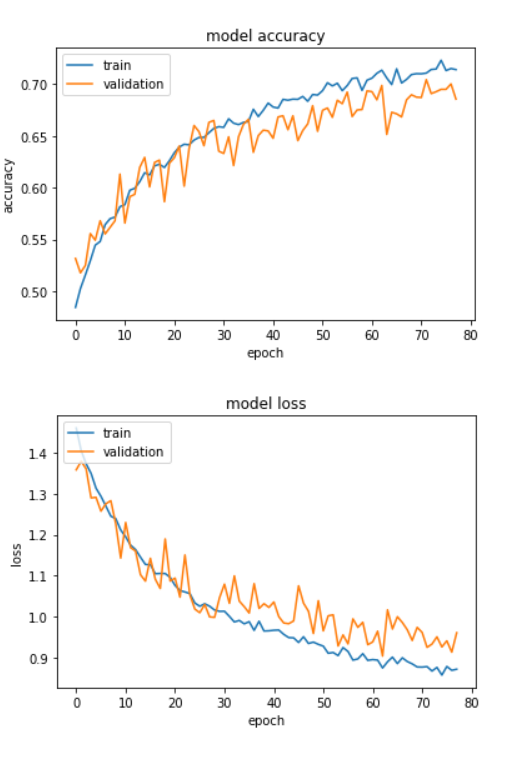 model accuracy
train
validation
0.70
0.65
0.60
0.55
0.50
accuracy
0 10 20 30 40 50 60 70 80
epoch
model loss
train
validation
1.4
1.3
1.2
1.1
1.0
0.9
loss
0 10 20 30 40 50 60 70 80
epoch